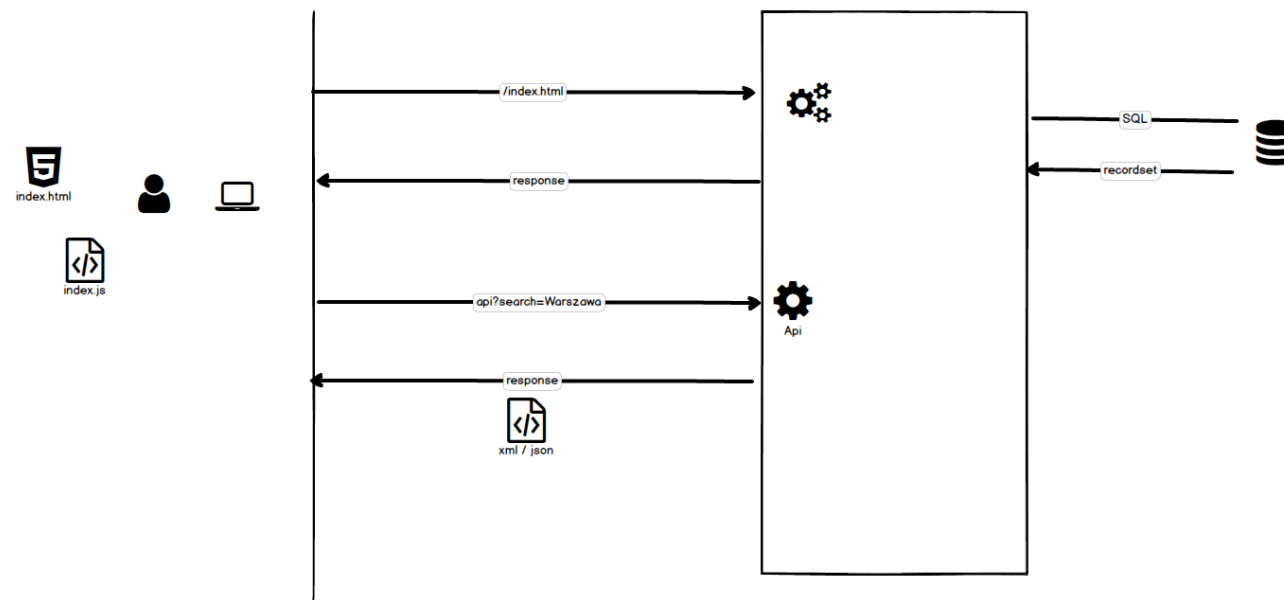 /index.html
SQL
recordset
response
index.html
index.js
api?search=Warszawa
Api
response
xml / json